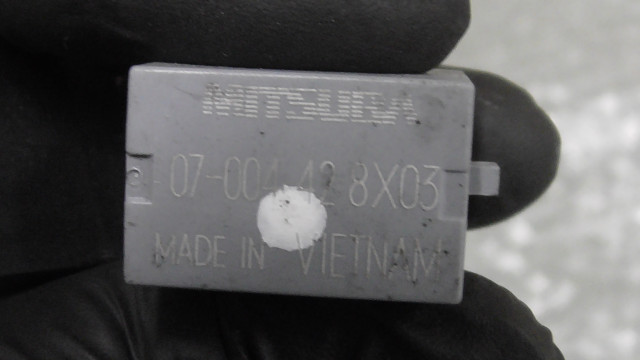 MITSUBA
07-004 42 8X03
MADE IN VIETNAM